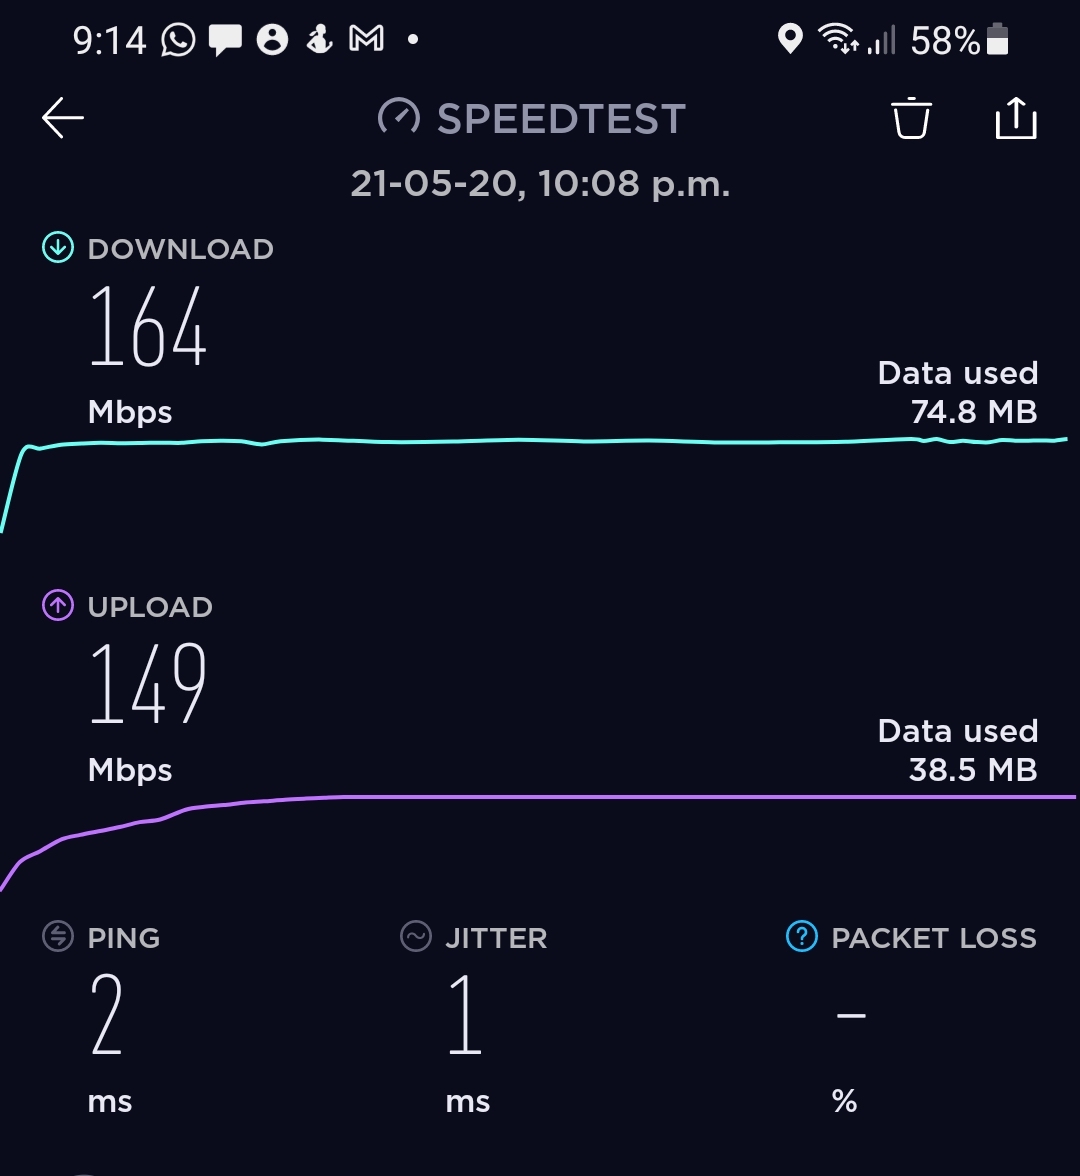 9:14 58%
SPEEDTEST
21-05-20, 10:08 p.m.
DOWNLOAD
164
Mbps
Data used
74.8 MB
UPLOAD
149
Mbps
Data used
38.5 MB
PING JITTER ? PACKET LOSS
2 1 –
ms ms %